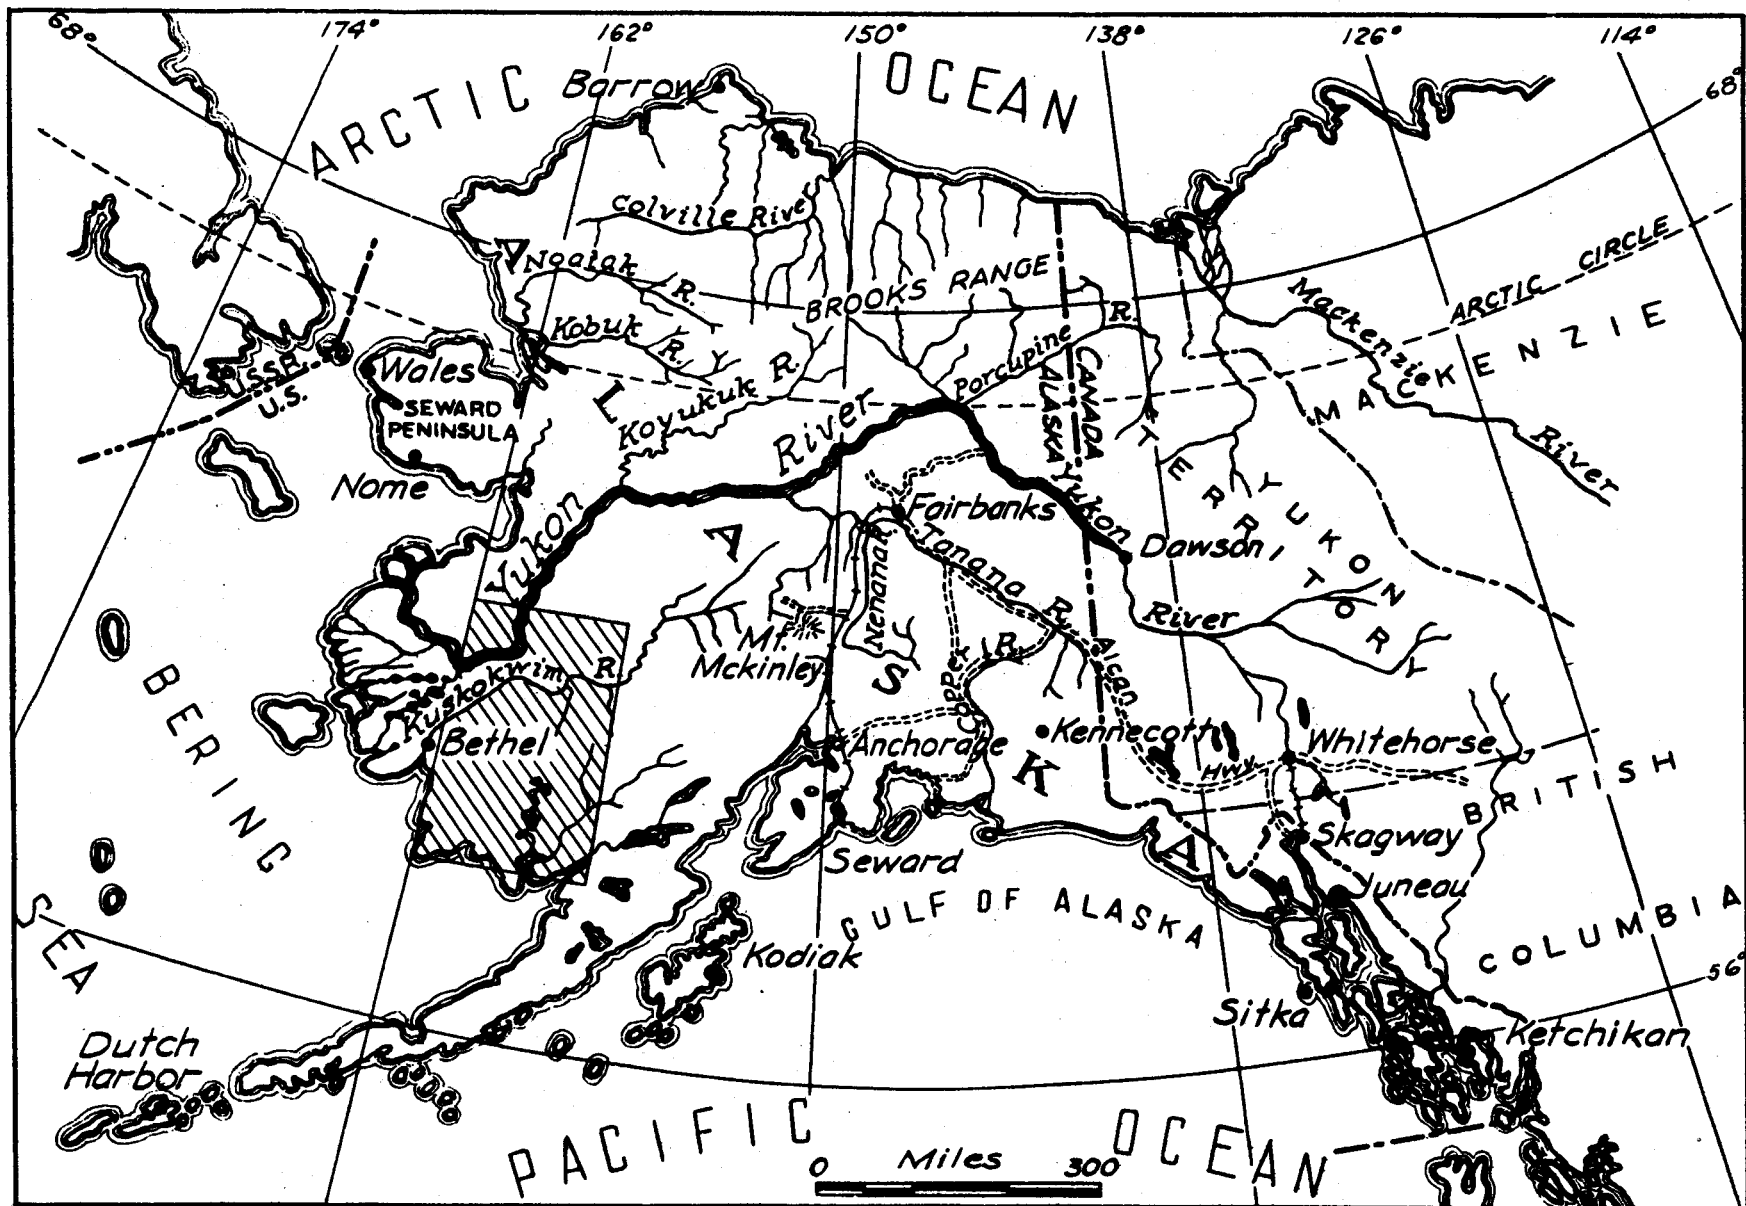 68° 174° 162° 150° 138° 126° 114°
ARCTIC OCEAN
Barrow
68°
Colville River
Noatak R.
BROOKS RANGE
ARCTIC CIRCLE
Mackenzie River
MACKENZIE
Kobuk R.
Porcupine R.
U.S.S.R.
U.S.
Wales
SEWARD
PENINSULA
Koyukuk R.
CANADA
ALASKA
Nome
Yukon River
Yukon River
YUKON
TERRITORY
Fairbanks
Tanana R.
Dawson
Nenana R.
Mt.
Mckinley
Copper R.
Alcan Hwy.
Kuskokwim R.
Bethel
Anchorage
Kennecott
Whitehorse
BRITISH
COLUMBIA
ALASKA
BERING
SEA
Seward
Skagway
Juneau
GULF OF ALASKA
Kodiak
Sitka
56°
Ketchikan
Dutch
Harbor
PACIFIC OCEAN
0 Miles 300